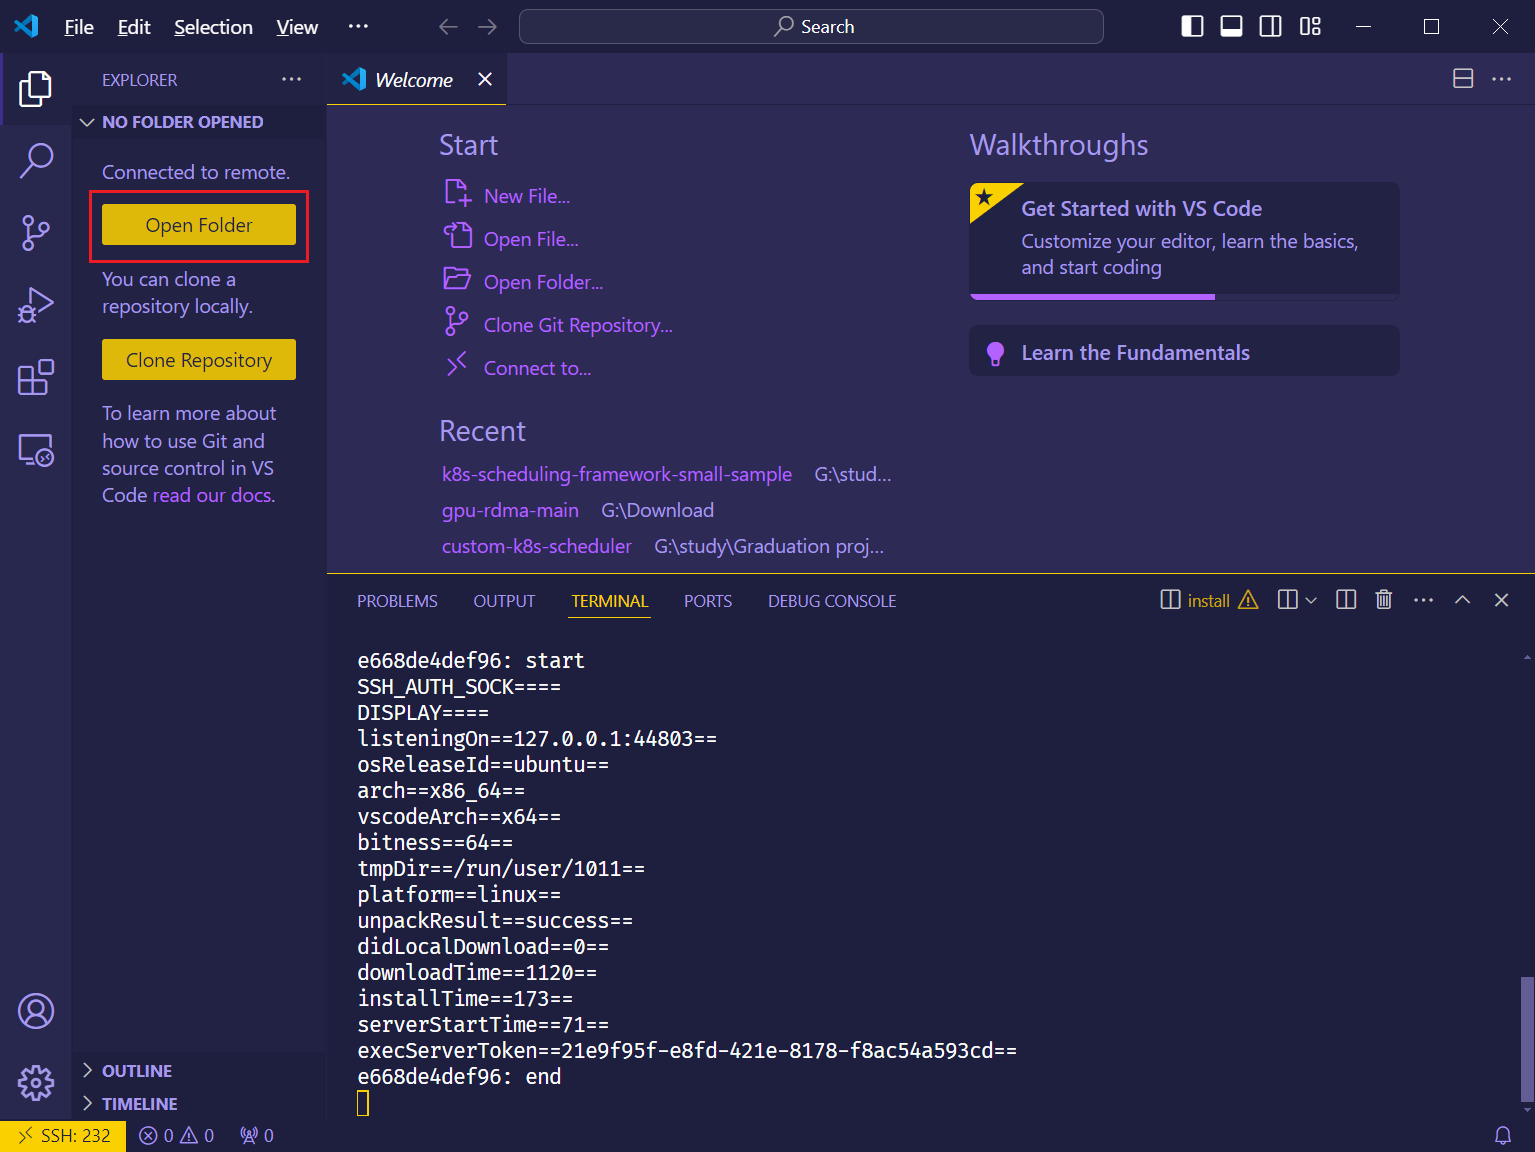 File Edit Selection View ···
Search
EXPLORER ···
NO FOLDER OPENED
Connected to remote.
Open Folder
You can clone a
repository locally.
Clone Repository
To learn more about
how to use Git and
source control in VS
Code read our docs.
OUTLINE
TIMELINE
Welcome
Start
New File...
Open File...
Open Folder...
Clone Git Repository...
Connect to...
Recent
k8s-scheduling-framework-small-sample G:\stud...
gpu-rdma-main G:\Download
custom-k8s-scheduler G:\study\Graduation proj...
Walkthroughs
Get Started with VS Code
Customize your editor, learn the basics,
and start coding
Learn the Fundamentals
PROBLEMS OUTPUT TERMINAL PORTS DEBUG CONSOLE install
e668de4def96: start
SSH_AUTH_SOCK====
DISPLAY====
listeningOn==127.0.0.1:44803==
osReleaseId==ubuntu==
arch==x86_64==
vscodeArch==x64==
bitness==64==
tmpDir==/run/user/1011==
platform==linux==
unpackResult==success==
didLocalDownload==0==
downloadTime==1120==
installTime==173==
serverStartTime==71==
execServerToken==21e9f95f-e8fd-421e-8178-f8ac54a593cd==
e668de4def96: end
SSH: 232 0 0 0